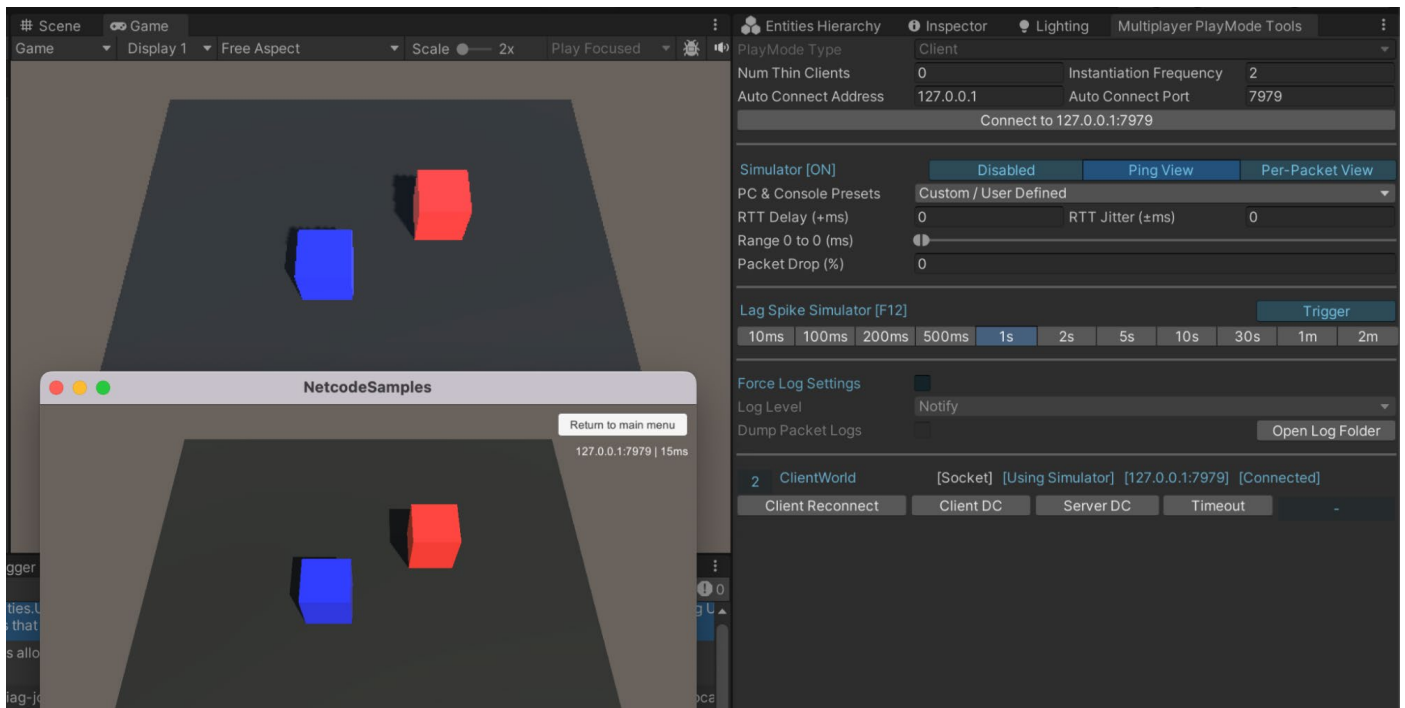 Scene Game
Game Display 1 Free Aspect Scale 2x Play Focused
NetcodeSamples
Return to main menu
127.0.0.1:7979 | 15ms
0
that
s allo
Entities Hierarchy Inspector Lighting Multiplayer PlayMode Tools
PlayMode Type Client
Num Thin Clients 0 Instantiation Frequency 2
Auto Connect Address 127.0.0.1 Auto Connect Port 7979
Connect to 127.0.0.1:7979
Simulator [ON] Disabled Ping View Per-Packet View
PC & Console Presets Custom / User Defined
RTT Delay (+ms) 0 RTT Jitter (±ms) 0
Range 0 to 0 (ms)
Packet Drop (%) 0
Lag Spike Simulator [F12] Trigger
10ms 100ms 200ms 500ms 1s 2s 5s 10s 30s 1m 2m
Force Log Settings
Log Level Notify
Dump Packet Logs Open Log Folder
2 ClientWorld [Socket] [Using Simulator] [127.0.0.1:7979] [Connected]
Client Reconnect Client DC Server DC Timeout -